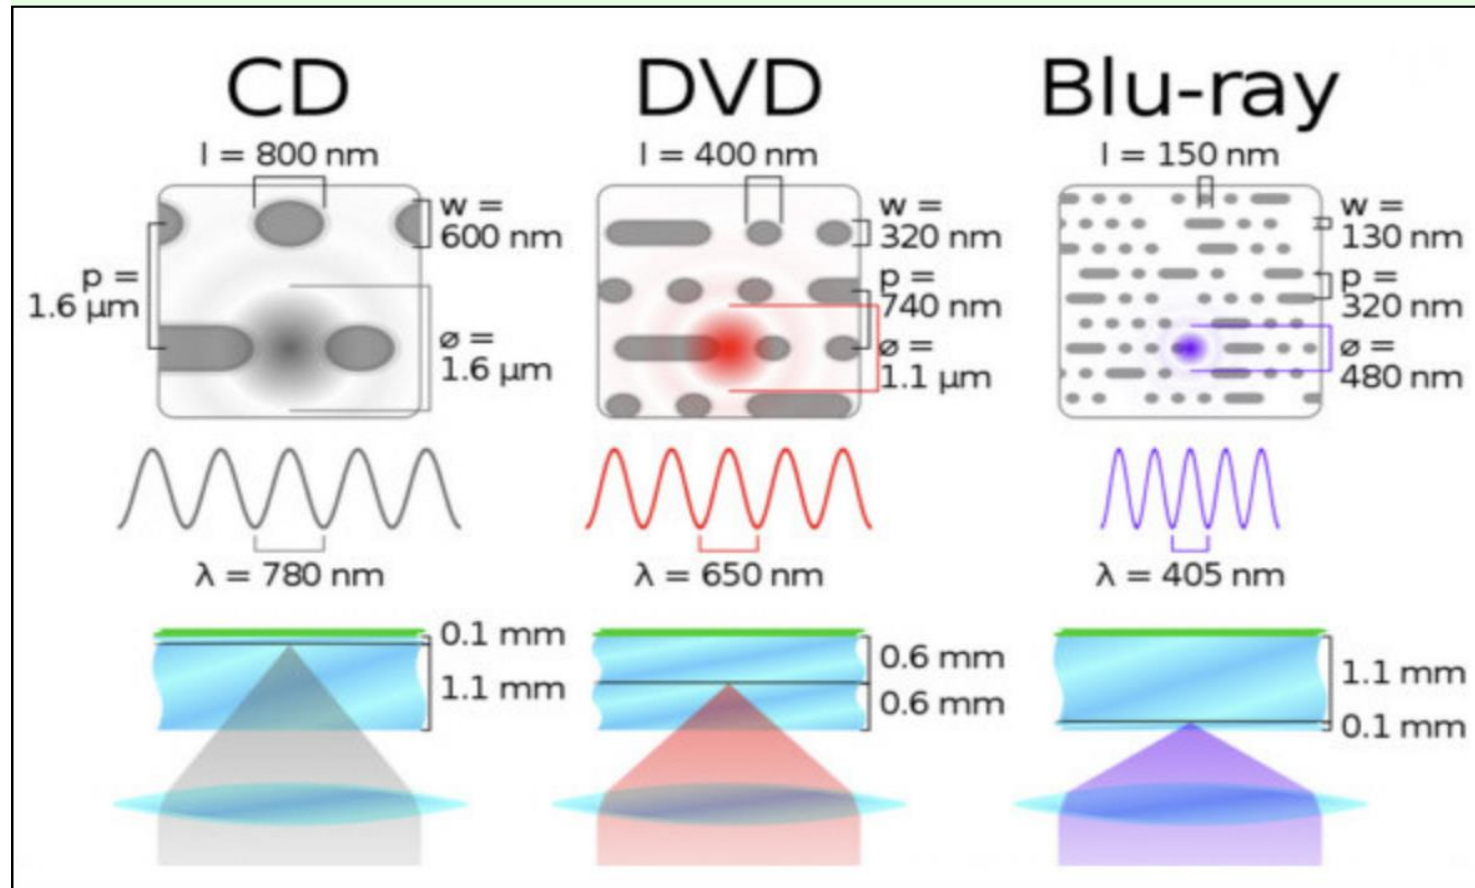 CD
l = 800 nm
w =
600 nm
p =
1.6 µm
⌀ =
1.6 µm
λ = 780 nm
0.1 mm
1.1 mm
DVD
l = 400 nm
w =
320 nm
p =
740 nm
⌀ =
1.1 µm
λ = 650 nm
0.6 mm
0.6 mm
Blu-ray
l = 150 nm
w =
130 nm
p =
320 nm
⌀ =
480 nm
λ = 405 nm
1.1 mm
0.1 mm